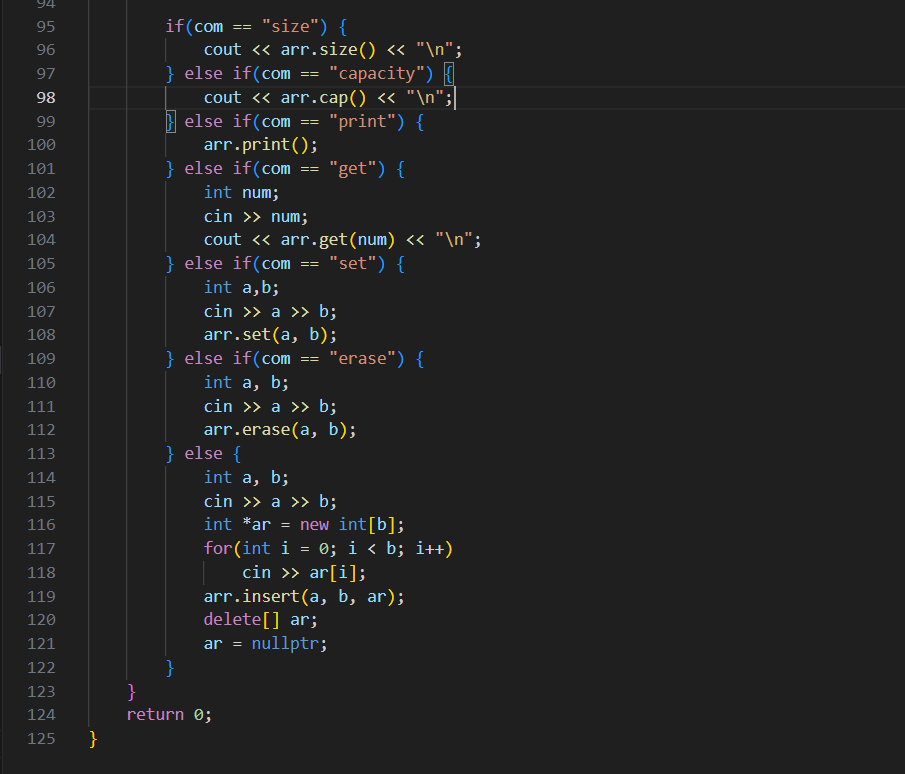 94
95 if(com == "size") {
96 cout << arr.size() << "\n";
97 } else if(com == "capacity") {
98 cout << arr.cap() << "\n";
99 } else if(com == "print") {
100 arr.print();
101 } else if(com == "get") {
102 int num;
103 cin >> num;
104 cout << arr.get(num) << "\n";
105 } else if(com == "set") {
106 int a,b;
107 cin >> a >> b;
108 arr.set(a, b);
109 } else if(com == "erase") {
110 int a, b;
111 cin >> a >> b;
112 arr.erase(a, b);
113 } else {
114 int a, b;
115 cin >> a >> b;
116 int *ar = new int[b];
117 for(int i = 0; i < b; i++)
118 cin >> ar[i];
119 arr.insert(a, b, ar);
120 delete[] ar;
121 ar = nullptr;
122 }
123 }
124 return 0;
125 }